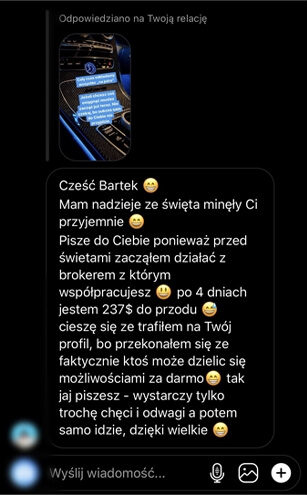 Odpowiedziano na Twoją relację
Cześć Bartek 😁
Mam nadzieje ze święta minęły Ci
przyjemnie 😄
Pisze do Ciebie ponieważ przed
świetami zacząłem działać z
brokerem z którym
współpracujesz 😃 po 4 dniach
jestem 237$ do przodu 😅
cieszę się ze trafiłem na Twój
profil, bo przekonałem się ze
faktycznie ktoś może dzielic się
możliwościami za darmo😁 tak
jaj piszesz - wystarczy tylko
trochę chęci i odwagi a potem
samo idzie, dzięki wielkie 😄
Wyślij wiadomość...